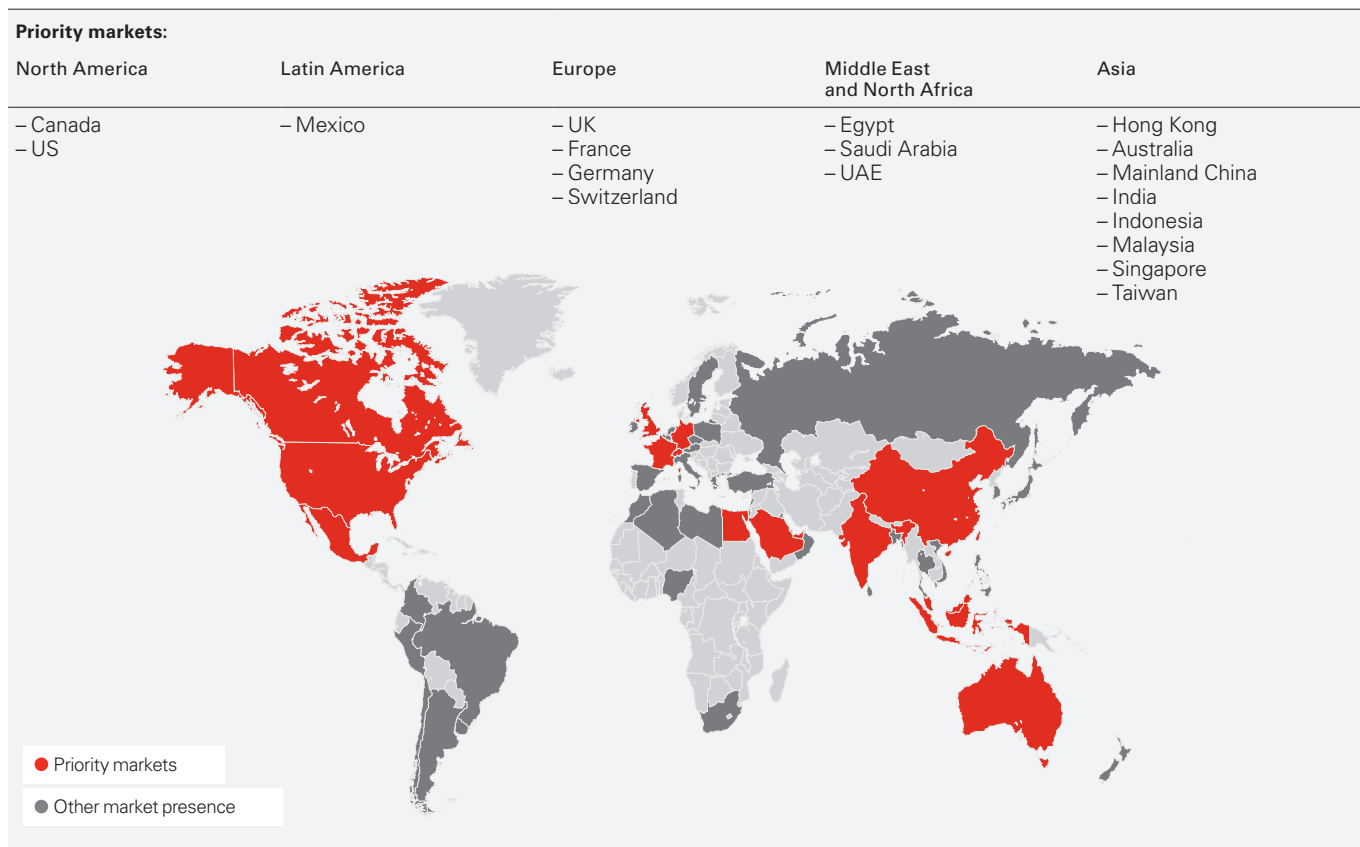 Priority markets:
North America
Latin America
Europe
Middle East
and North Africa
Asia
– Canada
– US
– Mexico
– UK
– France
– Germany
– Switzerland
– Egypt
– Saudi Arabia
– UAE
– Hong Kong
– Australia
– Mainland China
– India
– Indonesia
– Malaysia
– Singapore
– Taiwan
Priority markets
Other market presence